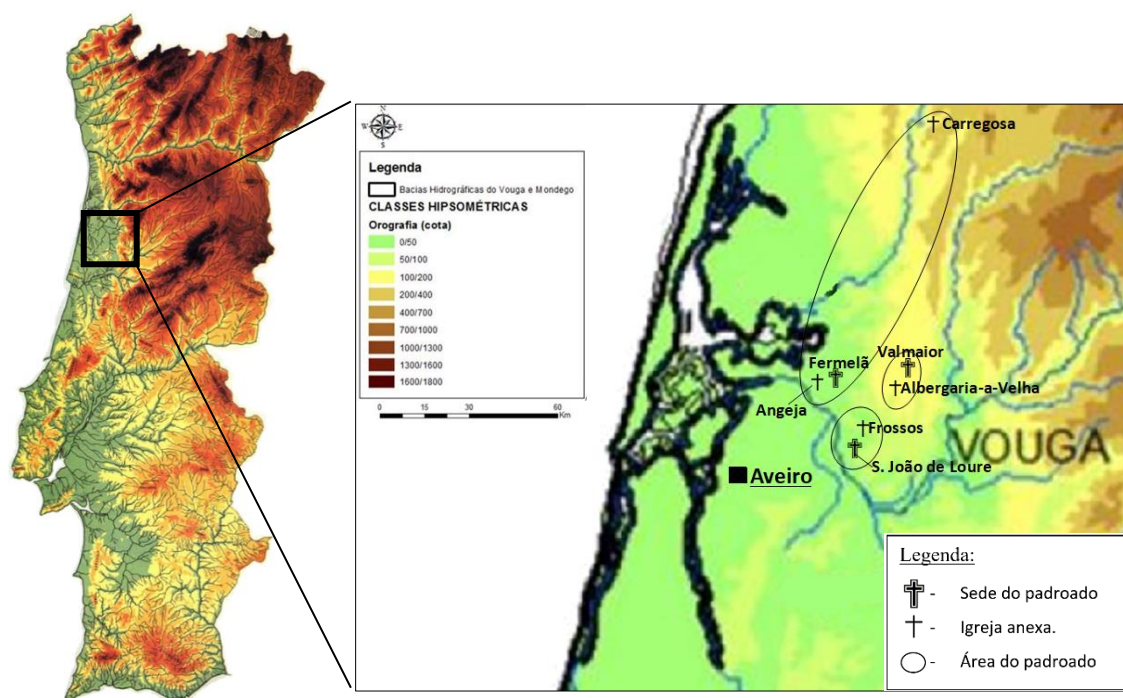 N
W E
S
Legenda
Bacias Hidrográficas do Vouga e Mondego
CLASSES HIPSOMÉTRICAS
Orografia (cota)
0/50
50/100
100/200
200/400
400/700
700/1000
1000/1300
1300/1600
1600/1800
0 15 30 60
Km
Carregosa
Valmaior
Fermelã
Albergaria-a-Velha
Angeja
Frossos
VOUGA
S. João de Loure
Aveiro
Legenda:
- Sede do padroado
- Igreja anexa.
- Área do padroado